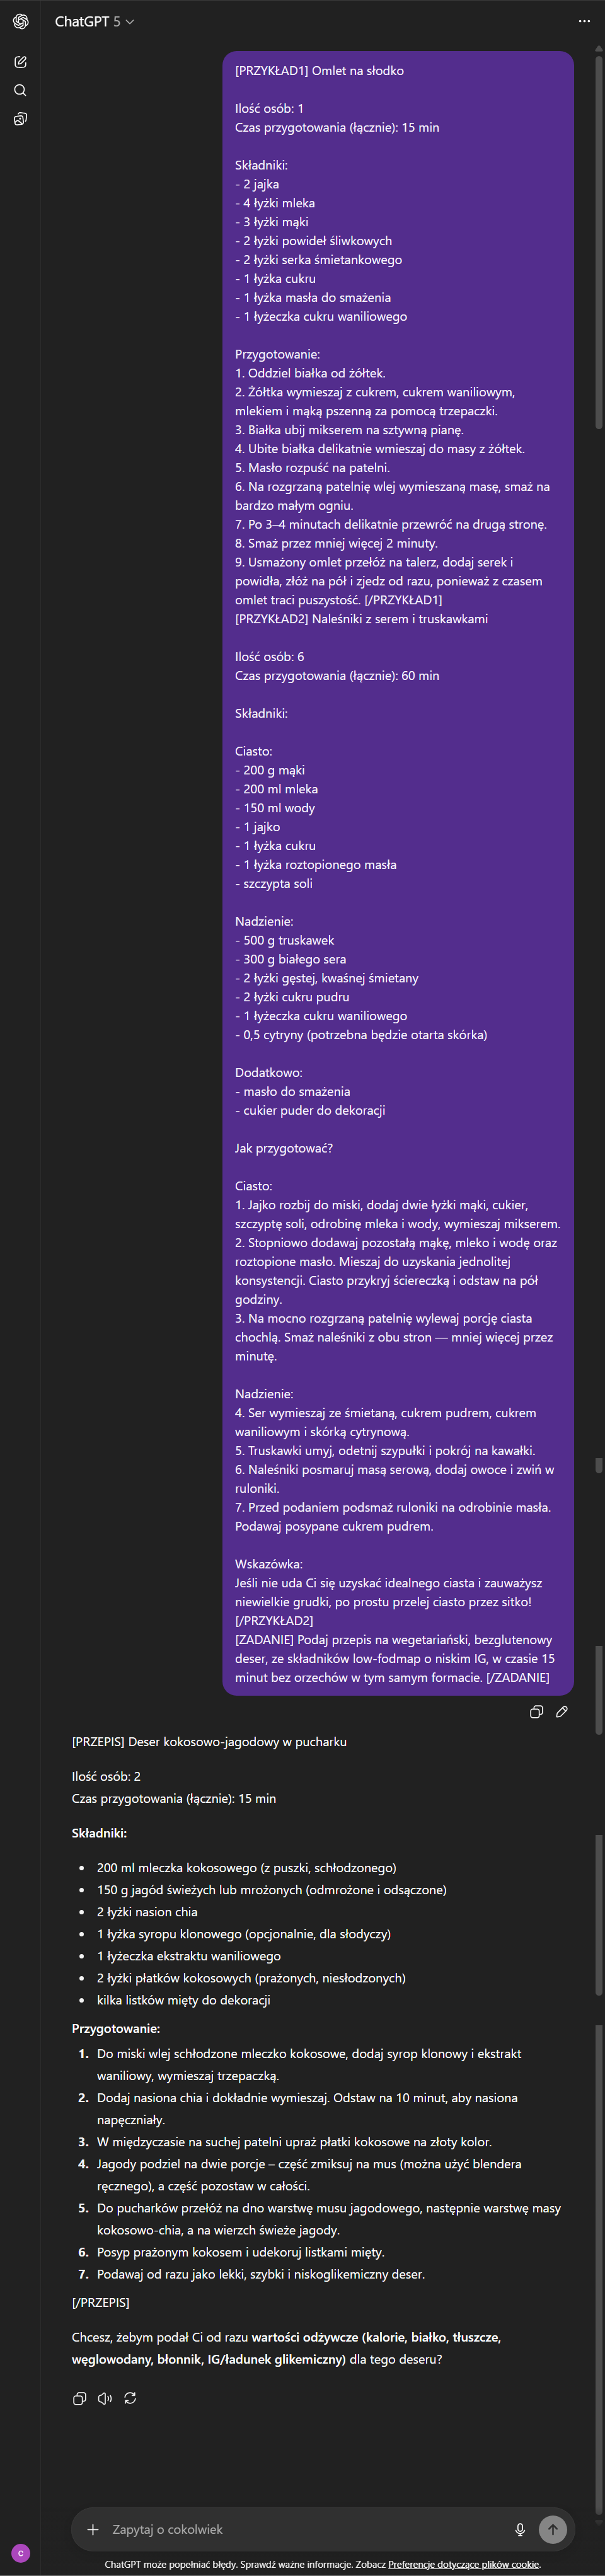 ChatGPT 5
[PRZYKŁAD1] Omlet na słodko
Ilość osób: 1
Czas przygotowania (łącznie): 15 min
Składniki:
- 2 jajka
- 4 łyżki mleka
- 3 łyżki mąki
- 2 łyżki powideł śliwkowych
- 2 łyżki serka śmietankowego
- 1 łyżka cukru
- 1 łyżka masła do smażenia
- 1 łyżeczka cukru waniliowego
Przygotowanie:
1. Oddziel białka od żółtek.
2. Żółtka wymieszaj z cukrem, cukrem waniliowym,
mlekiem i mąką pszenną za pomocą trzepaczki.
3. Białka ubij mikserem na sztywną pianę.
4. Ubite białka delikatnie wmieszaj do masy z żółtek.
5. Masło rozpuść na patelni.
6. Na rozgrzaną patelnię wlej wymieszaną masę, smaż na
bardzo małym ogniu.
7. Po 3–4 minutach delikatnie przewróć na drugą stronę.
8. Smaż przez mniej więcej 2 minuty.
9. Usmażony omlet przełóż na talerz, dodaj serek i
powidła, złóż na pół i zjedz od razu, ponieważ z czasem
omlet traci puszystość. [/PRZYKŁAD1]
[PRZYKŁAD2] Naleśniki z serem i truskawkami
Ilość osób: 6
Czas przygotowania (łącznie): 60 min
Składniki:
Ciasto:
- 200 g mąki
- 200 ml mleka
- 150 ml wody
- 1 jajko
- 1 łyżka cukru
- 1 łyżka roztopionego masła
- szczypta soli
Nadzienie:
- 500 g truskawek
- 300 g białego sera
- 2 łyżki gęstej, kwaśnej śmietany
- 2 łyżki cukru pudru
- 1 łyżeczka cukru waniliowego
- 0,5 cytryny (potrzebna będzie otarta skórka)
Dodatkowo:
- masło do smażenia
- cukier puder do dekoracji
Jak przygotować?
Ciasto:
1. Jajko rozbij do miski, dodaj dwie łyżki mąki, cukier,
szczyptę soli, odrobinę mleka i wody, wymieszaj mikserem.
2. Stopniowo dodawaj pozostałą mąkę, mleko i wodę oraz
roztopione masło. Mieszaj do uzyskania jednolitej
konsystencji. Ciasto przykryj ściereczką i odstaw na pół
godziny.
3. Na mocno rozgrzaną patelnię wylewaj porcję ciasta
chochlą. Smaż naleśniki z obu stron — mniej więcej przez
minutę.
Nadzienie:
4. Ser wymieszaj ze śmietaną, cukrem pudrem, cukrem
waniliowym i skórką cytrynową.
5. Truskawki umyj, odetnij szypułki i pokrój na kawałki.
6. Naleśniki posmaruj masą serową, dodaj owoce i zwiń w
ruloniki.
7. Przed podaniem podsmaż ruloniki na odrobinie masła.
Podawaj posypane cukrem pudrem.
Wskazówka:
Jeśli nie uda Ci się uzyskać idealnego ciasta i zauważysz
niewielkie grudki, po prostu przelej ciasto przez sitko!
[/PRZYKŁAD2]
[ZADANIE] Podaj przepis na wegetariański, bezglutenowy
deser, ze składników low-fodmap o niskim IG, w czasie 15
minut bez orzechów w tym samym formacie. [/ZADANIE]
[PRZEPIS] Deser kokosowo-jagodowy w pucharku
Ilość osób: 2
Czas przygotowania (łącznie): 15 min
Składniki:
• 200 ml mleczka kokosowego (z puszki, schłodzonego)
• 150 g jagód świeżych lub mrożonych (odmrożone i odsączone)
• 2 łyżki nasion chia
• 1 łyżka syropu klonowego (opcjonalnie, dla słodyczy)
• 1 łyżeczka ekstraktu waniliowego
• 2 łyżki płatków kokosowych (prażonych, niesłodzonych)
• kilka listków mięty do dekoracji
Przygotowanie:
1. Do miski wlej schłodzone mleczko kokosowe, dodaj syrop klonowy i ekstrakt
waniliowy, wymieszaj trzepaczką.
2. Dodaj nasiona chia i dokładnie wymieszaj. Odstaw na 10 minut, aby nasiona
napęczniały.
3. W międzyczasie na suchej patelni upraż płatki kokosowe na złoty kolor.
4. Jagody podziel na dwie porcje – część zmiksuj na mus (można użyć blendera
ręcznego), a część pozostaw w całości.
5. Do pucharków przełóż na dno warstwę musu jagodowego, następnie warstwę masy
kokosowo-chia, a na wierzch świeże jagody.
6. Posyp prażonym kokosem i udekoruj listkami mięty.
7. Podawaj od razu jako lekki, szybki i niskoglikemiczny deser.
[/PRZEPIS]
Chcesz, żebym podał Ci od razu wartości odżywcze (kalorie, białko, tłuszcze,
węglowodany, błonnik, IG/ładunek glikemiczny) dla tego deseru?
Zapytaj o cokolwiek
C
ChatGPT może popełniać błędy. Sprawdź ważne informacje. Zobacz Preferencje dotyczące plików cookie.